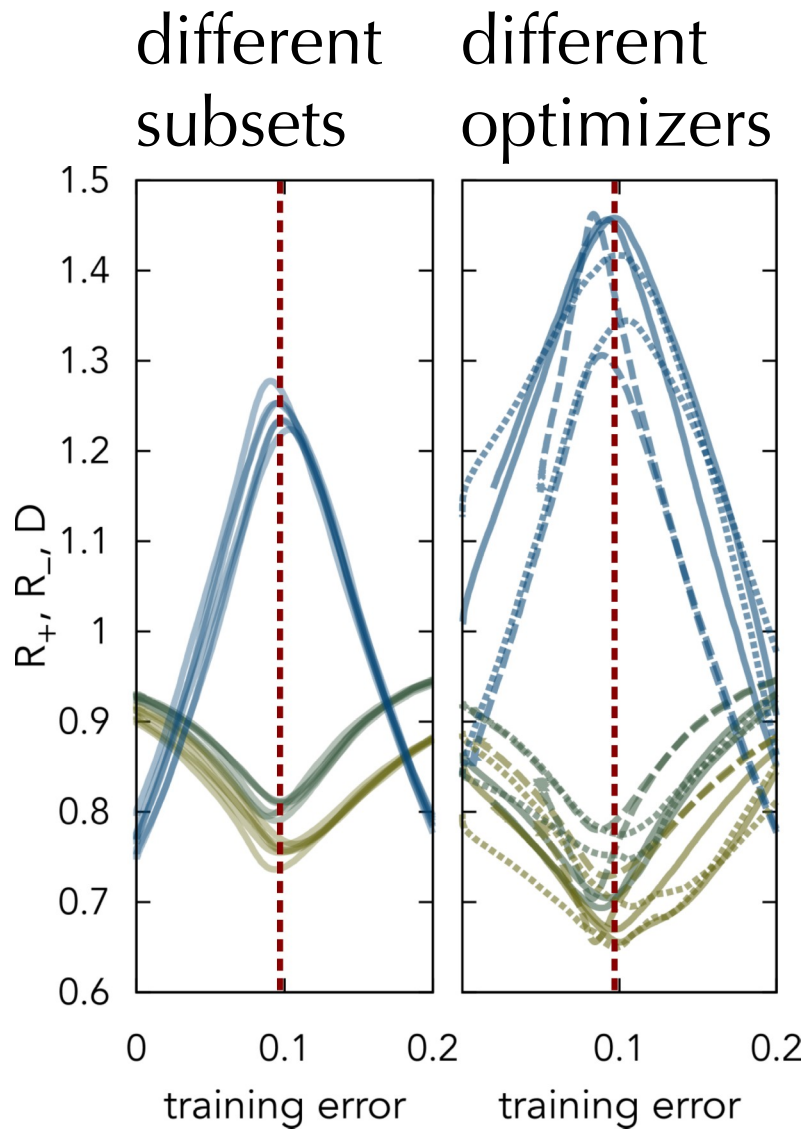 different different
subsets optimizers
1.5
1.4
1.3
1.2
1.1
1
0.9
0.8
0.7
0.6
R+, R−, D
0 0.1 0.2 0.1 0.2
training error training error